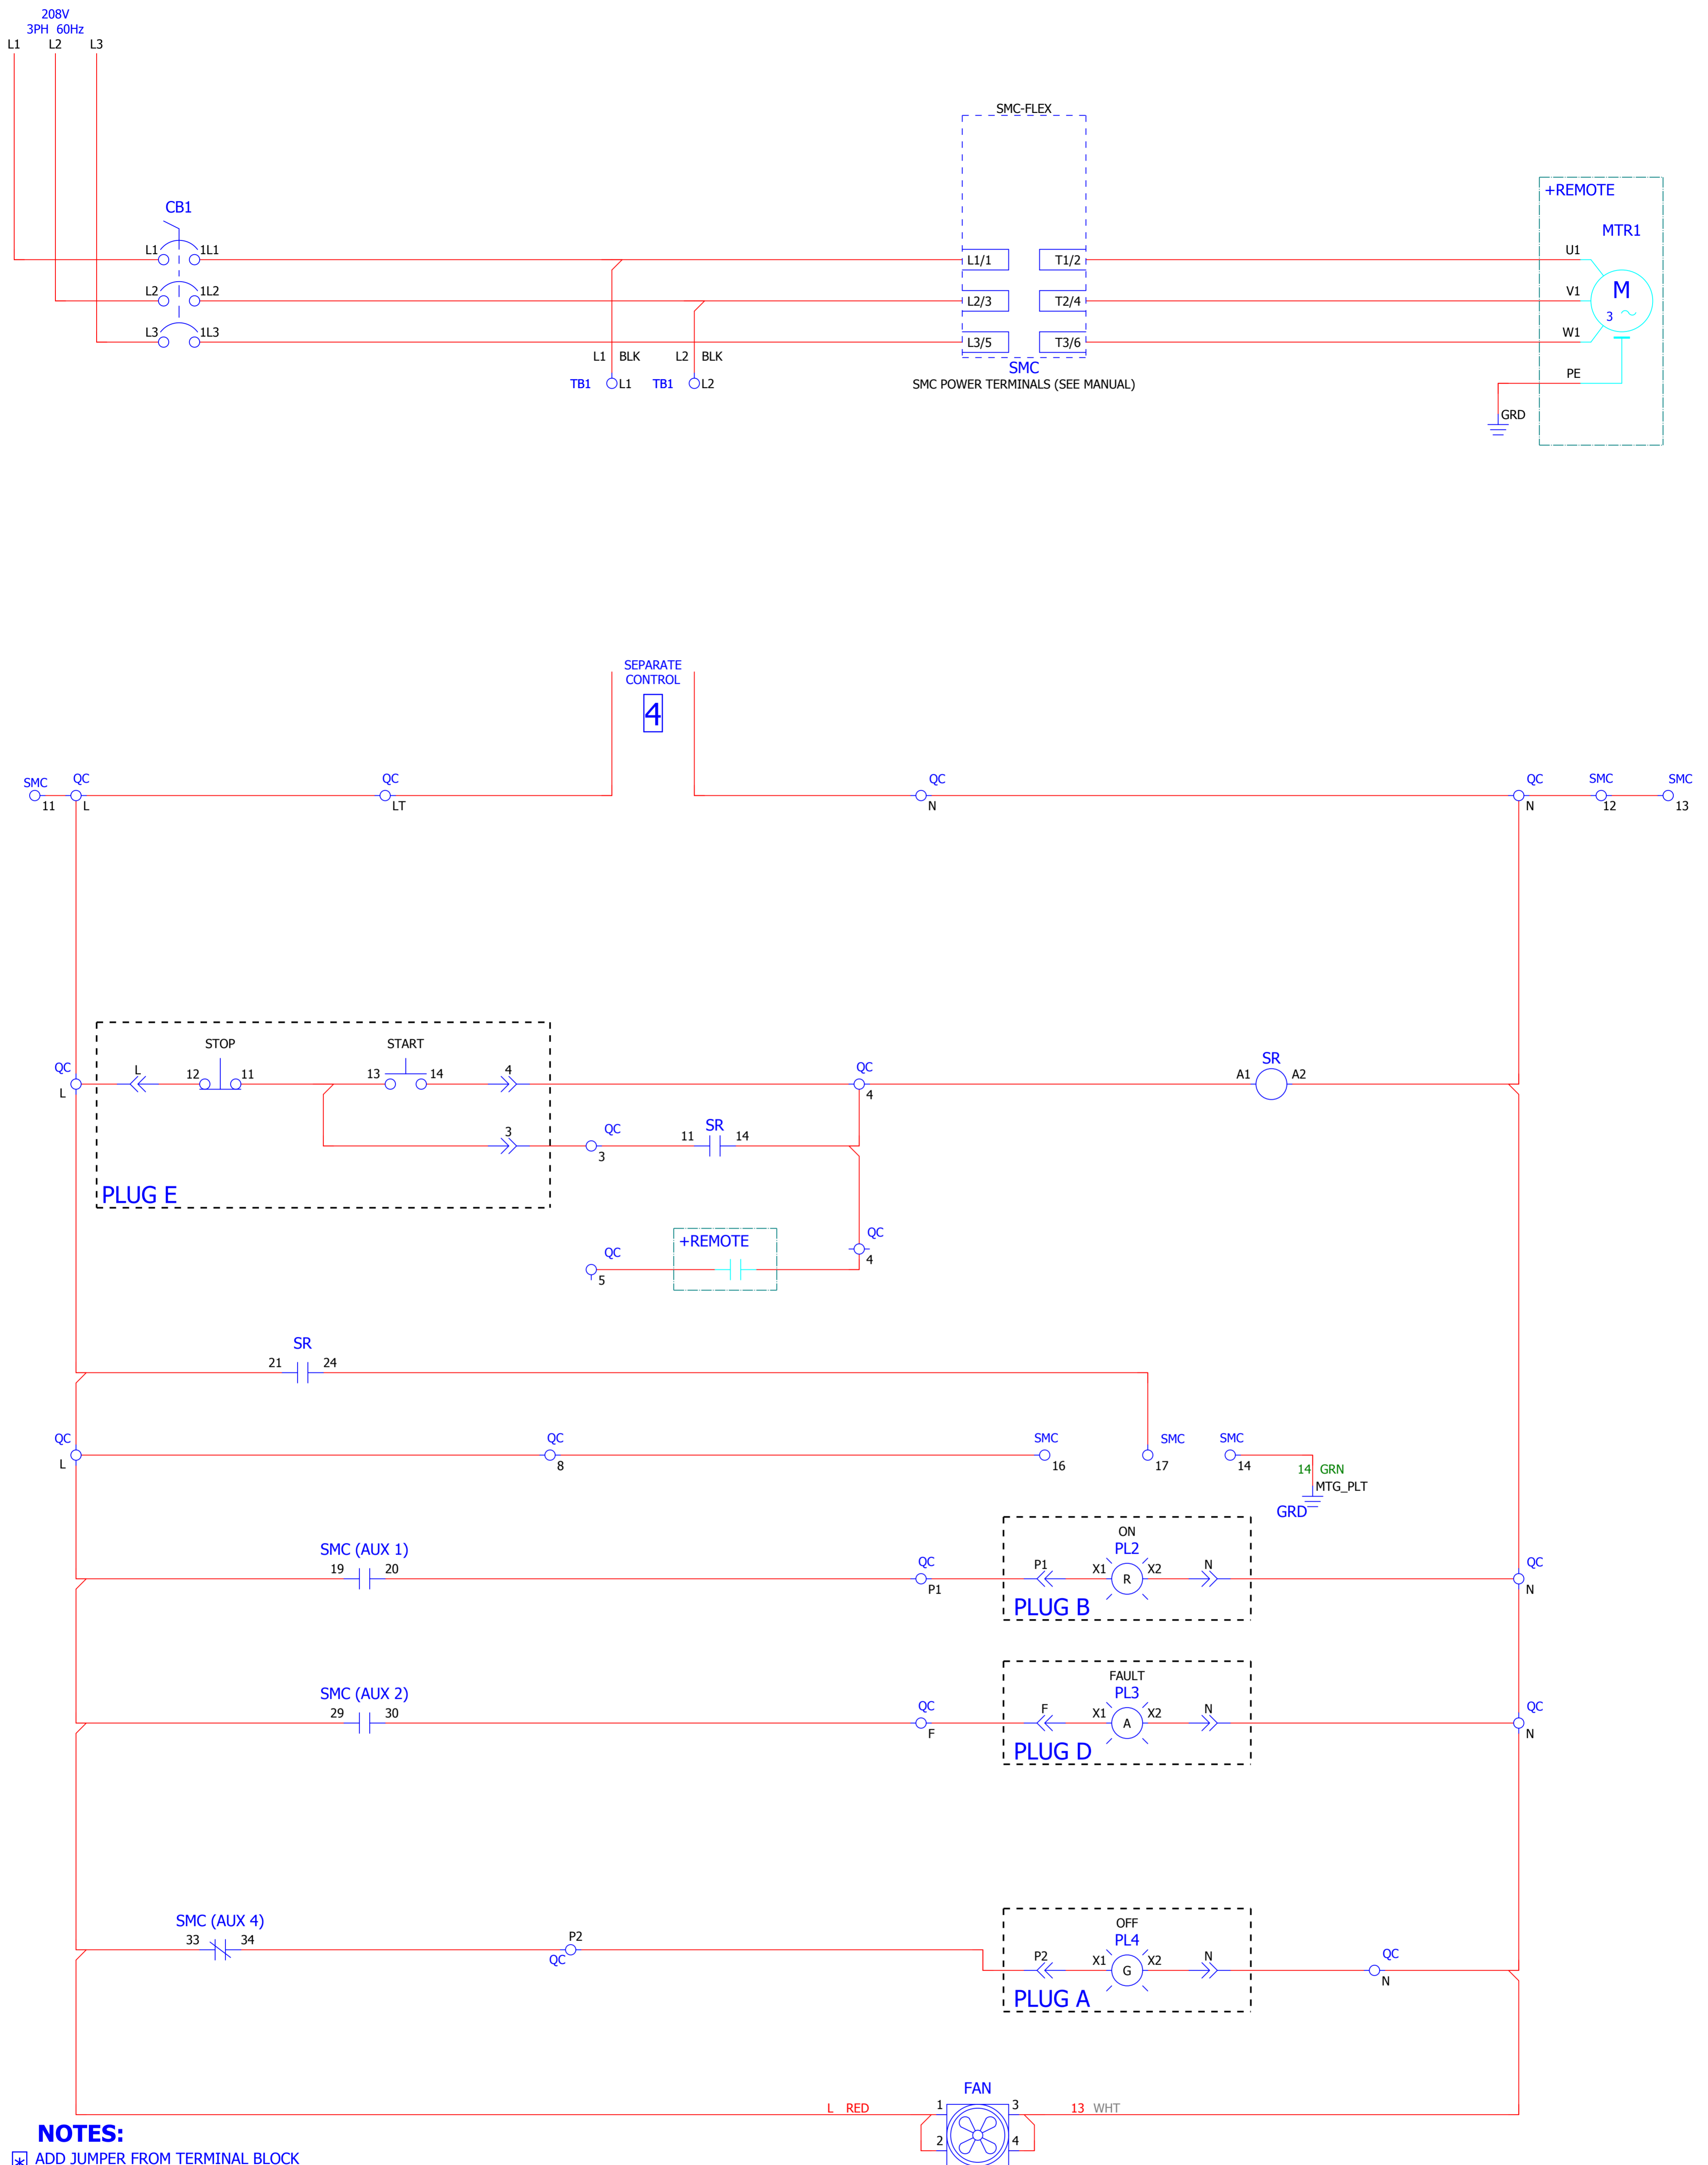 208V
3PH 60Hz
L1 L2 L3
SMC-FLEX
+REMOTE
CB1
MTR1
L1 1L1 L1/1 T1/2 U1
L2 1L2 L2/3 T2/4 V1 M
3
L3 1L3 L3/5 T3/6 W1
L1 BLK L2 BLK
SMC
TB1 L1 TB1 L2
SMC POWER TERMINALS (SEE MANUAL)
PE
GRD
SEPARATE
CONTROL
4
SMC QC QC QC QC SMC SMC
11 L LT N N 12 13
STOP START
QC L 12 11 13 14 4 QC SR
L 4 A1 A2
3 QC 11 SR 14
3
PLUG E
+REMOTE QC
QC 4
5
SR
21 24
QC QC SMC SMC SMC
L 8 16 17 14
14 GRN
MTG_PLT
GRD
ON
SMC (AUX 1) PL2
19 20 QC P1 X1 R X2 N QC
P1 N
PLUG B
FAULT
SMC (AUX 2) PL3
29 30 QC F X1 A X2 N QC
F N
PLUG D
SMC (AUX 4) OFF
33 34 P2 PL4
QC P2 X1 G X2 N QC
N
PLUG A
FAN
L RED 1 3 13 WHT
2 4
NOTES:
* ADD JUMPER FROM TERMINAL BLOCK